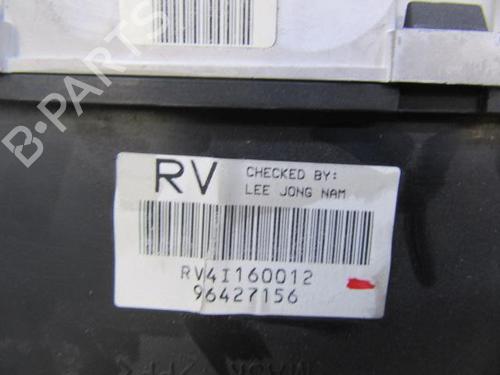 B-PARTS
RV
CHECKED BY:
LEE JONG NAM
RV4I160012
96427156